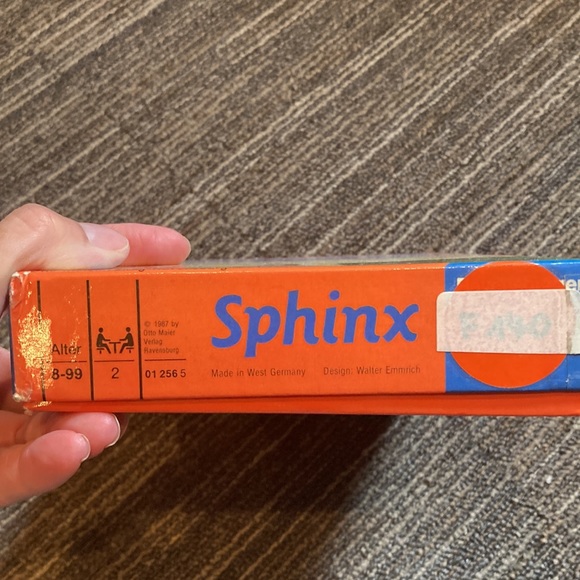 Alter
8-99
2
© 1987 by
Otto Maier
Verlag
Ravensburg
01 256 5
Sphinx
Made in West Germany Design: Walter Emmrich